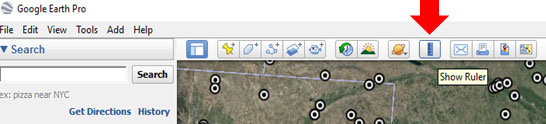 Google Earth Pro
File Edit View Tools Add Help
▼ Search
Search
ex: pizza near NYC
Get Directions History
Show Ruler